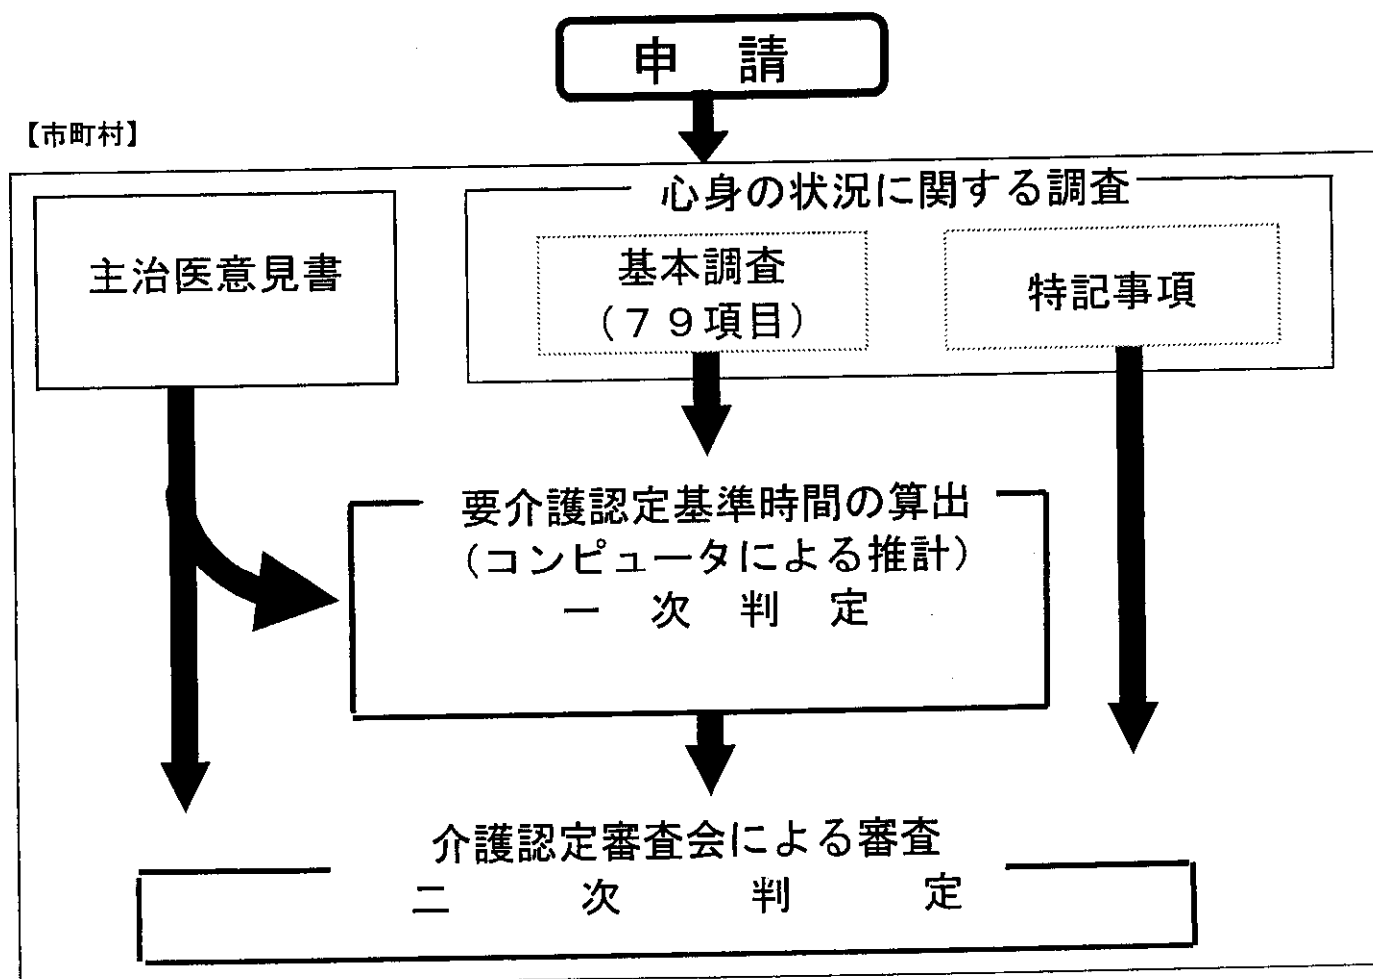 申 請
【市町村】
心身の状況に関する調査
主治医意見書
基本調査
（７９項目）
特記事項
要介護認定基準時間の算出
（コンピュータによる推計）
一 次 判 定
介護認定審査会による審査
二 次 判 定